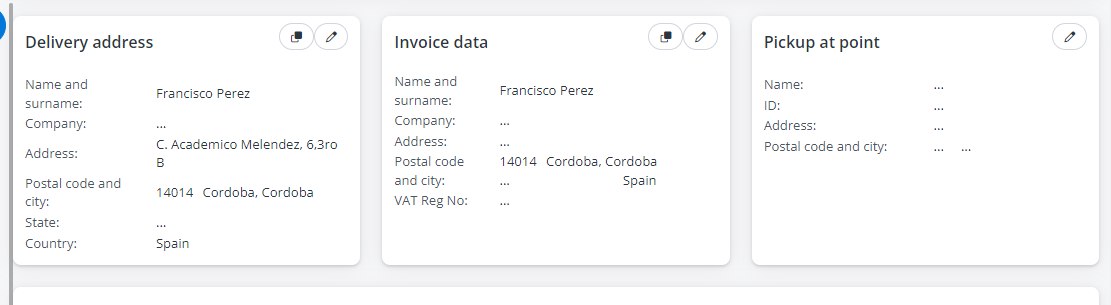 Delivery address
Name and
surname:
Francisco Perez
Company:
...
Address:
C. Academico Melendez, 6,3ro
B
Postal code and
city:
14014 Cordoba, Cordoba
State:
...
Country:
Spain
Invoice data
Name and
surname:
Francisco Perez
Company:
...
Address:
...
Postal code
and city:
14014 Cordoba, Cordoba
... Spain
VAT Reg No:
...
Pickup at point
Name:
...
ID:
...
Address:
...
Postal code and city:
... ...